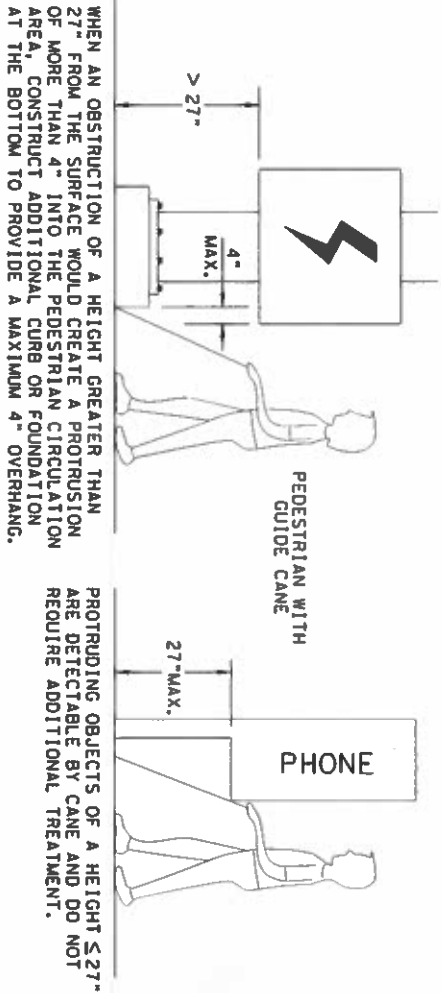 > 27"
4"
MAX.
PEDESTRIAN WITH
GUIDE CANE
WHEN AN OBSTRUCTION OF A HEIGHT GREATER THAN
27" FROM THE SURFACE WOULD CREATE A PROTRUSION
OF MORE THAN 4" INTO THE PEDESTRIAN CIRCULATION
AREA, CONSTRUCT ADDITIONAL CURB OR FOUNDATION
AT THE BOTTOM TO PROVIDE A MAXIMUM 4" OVERHANG.
PHONE
27"MAX.
PROTRUDING OBJECTS OF A HEIGHT ≤27"
ARE DETECTABLE BY CANE AND DO NOT
REQUIRE ADDITIONAL TREATMENT.